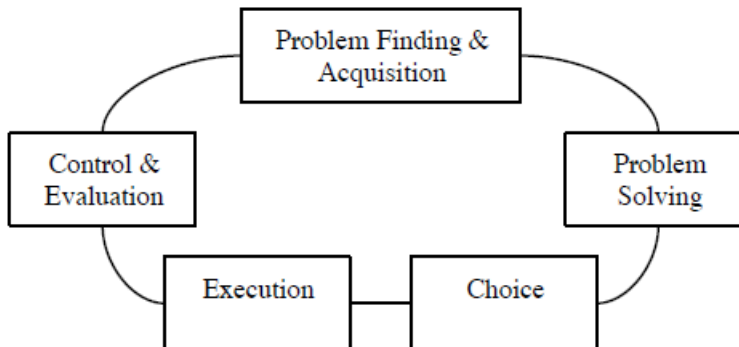 Problem Finding &
Acquisition
Control &
Evaluation
Problem
Solving
Execution
Choice